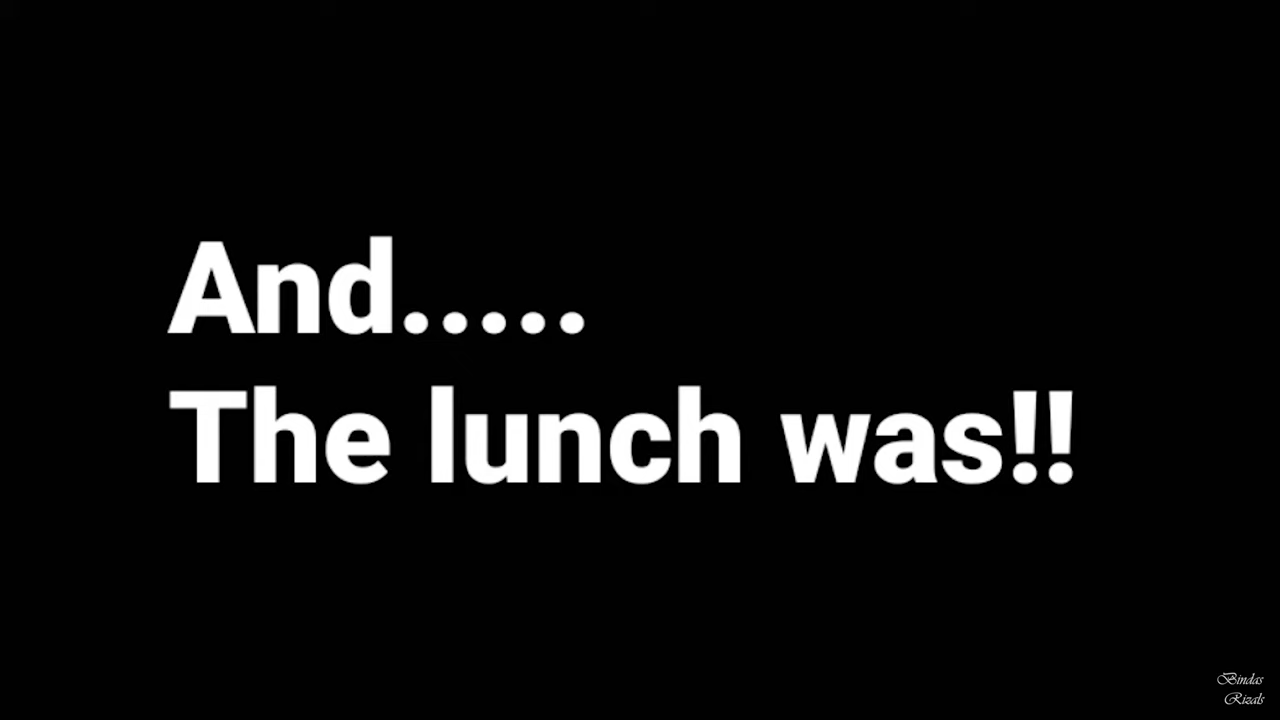 And.....
The lunch was!!
Bindas
Rizals